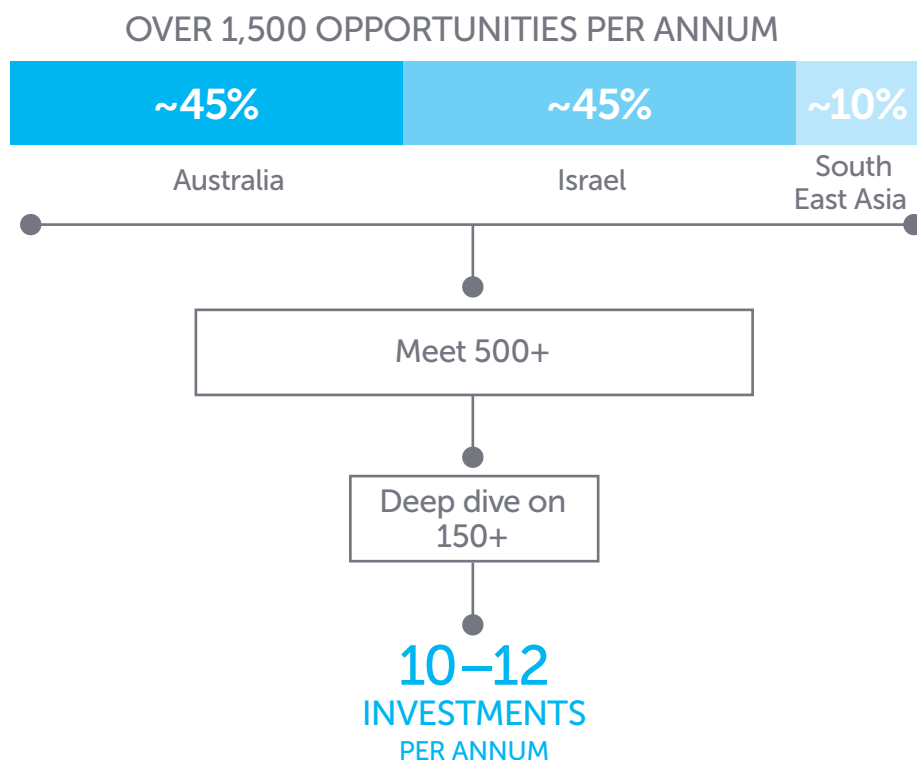 OVER 1,500 OPPORTUNITIES PER ANNUM
~45%
~45%
~10%
Australia
Israel
South
East Asia
Meet 500+
Deep dive on
150+
10–12
INVESTMENTS
PER ANNUM